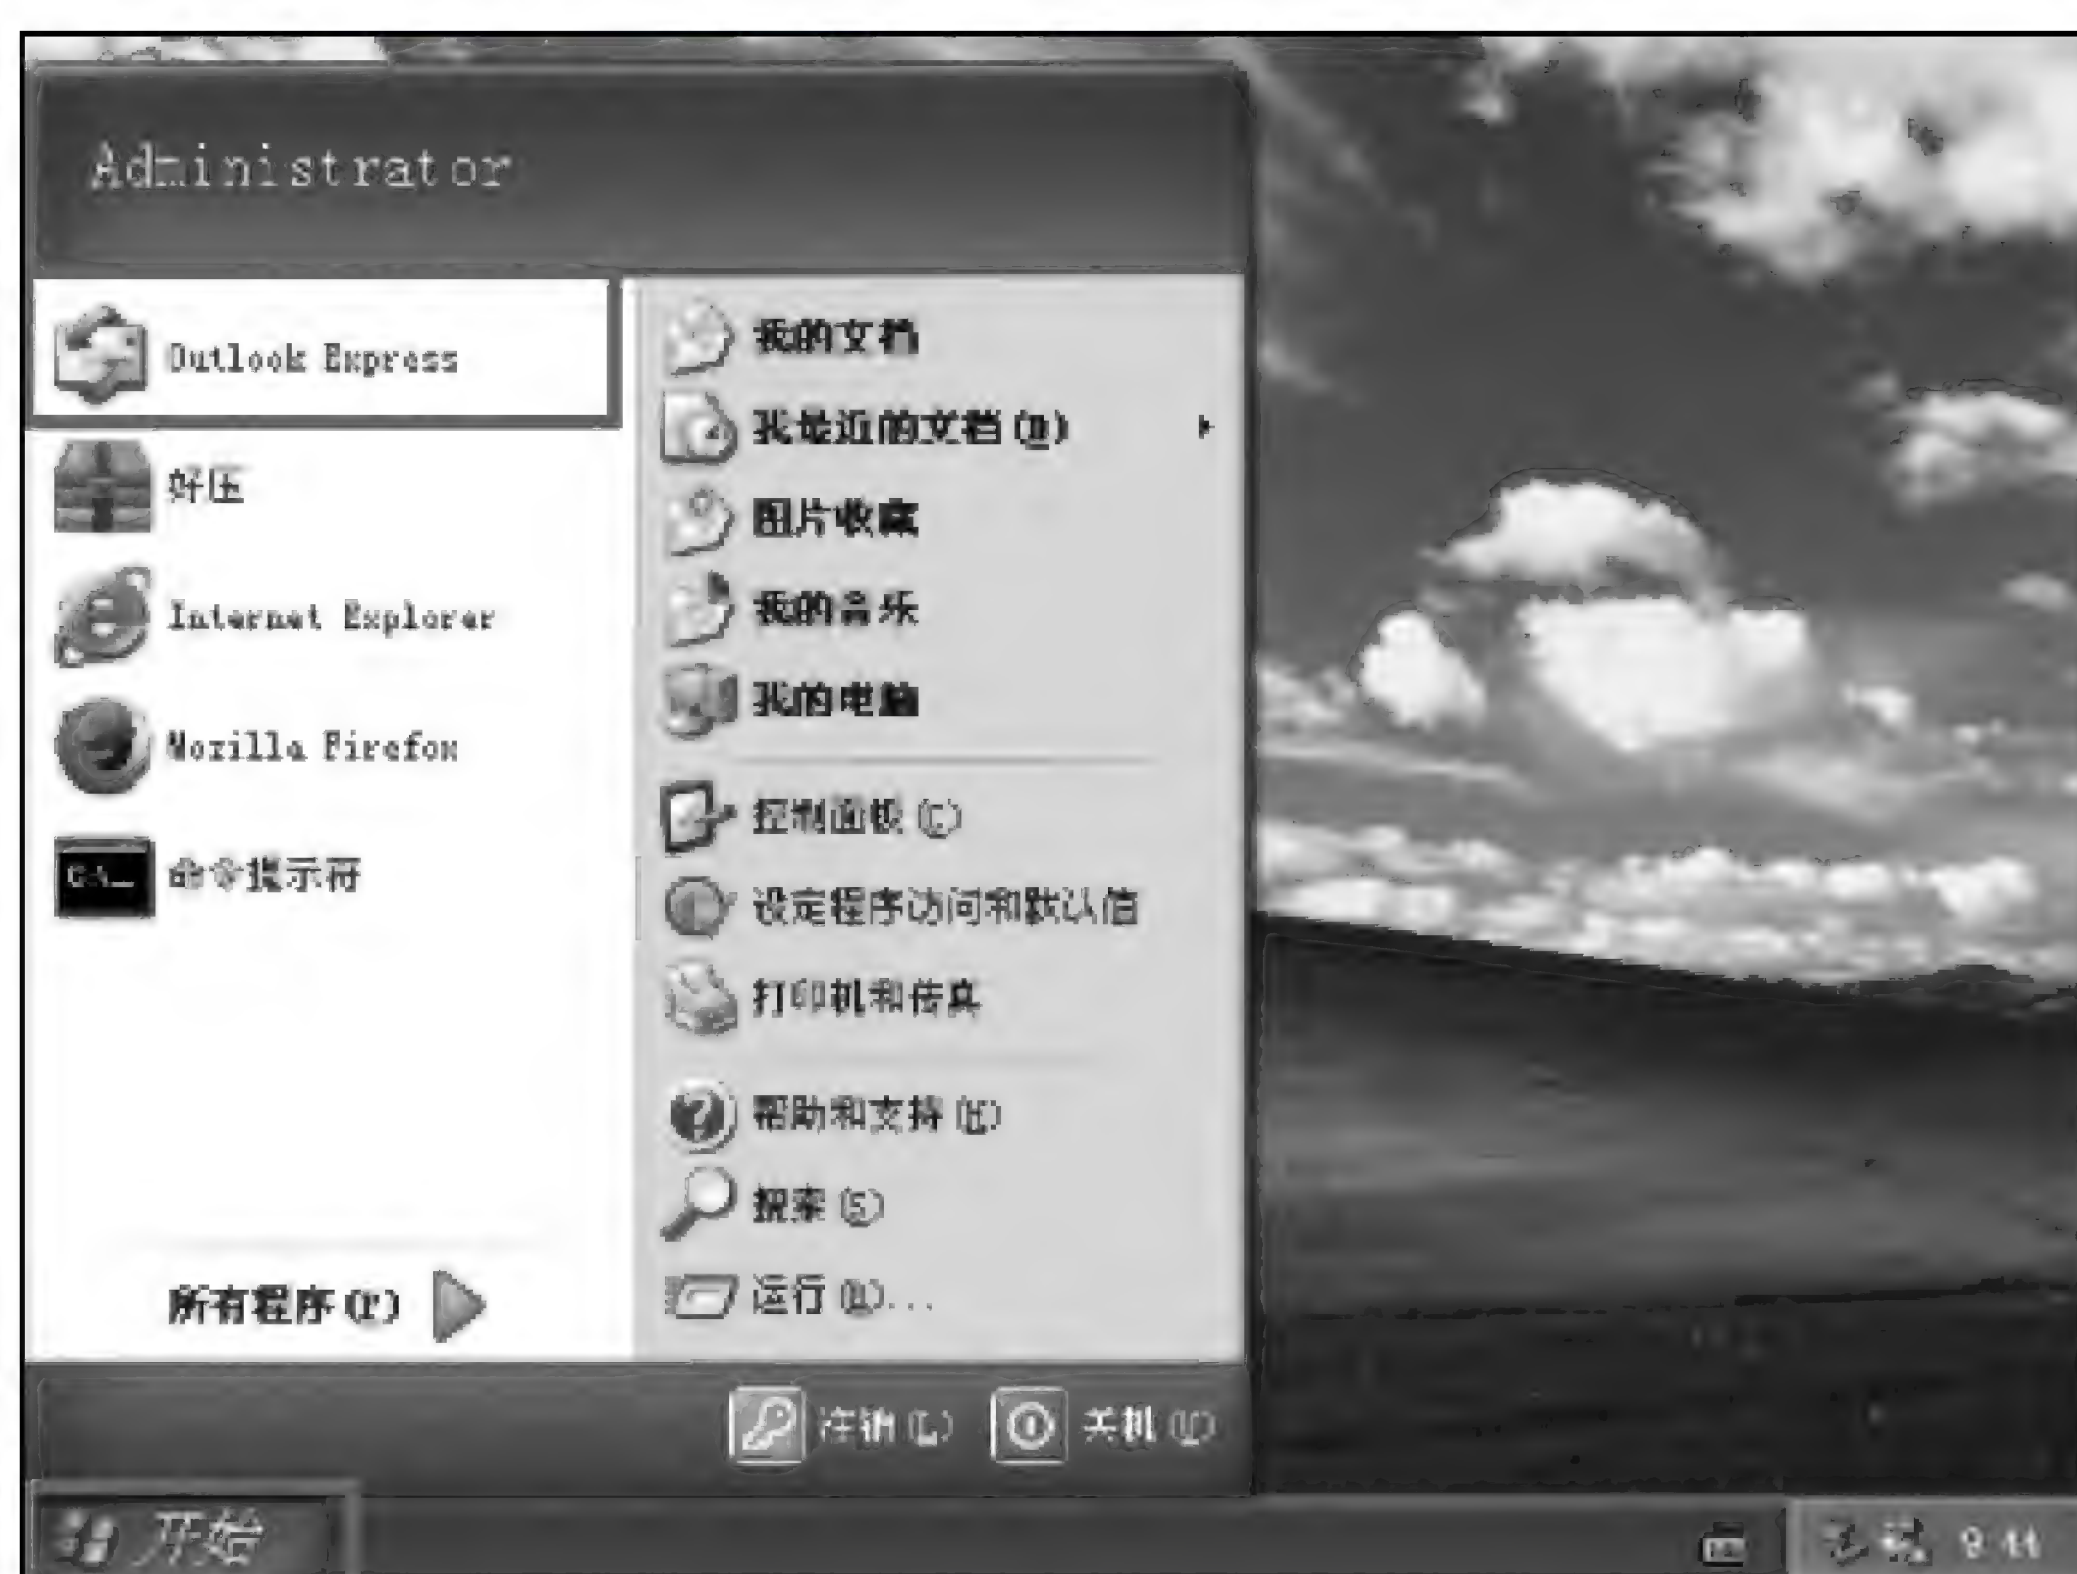 Administrator
Outlook Express
好压
Internet Explorer
Mozilla Firefox
C:\_
命令提示符
所有程序(P)
我的文档
我最近的文档(D)
图片收藏
我的音乐
我的电脑
控制面板(C)
设定程序访问和默认值
打印机和传真
帮助和支持(H)
搜索(S)
运行(R)...
注销(L)
关机(U)
开始
9:44